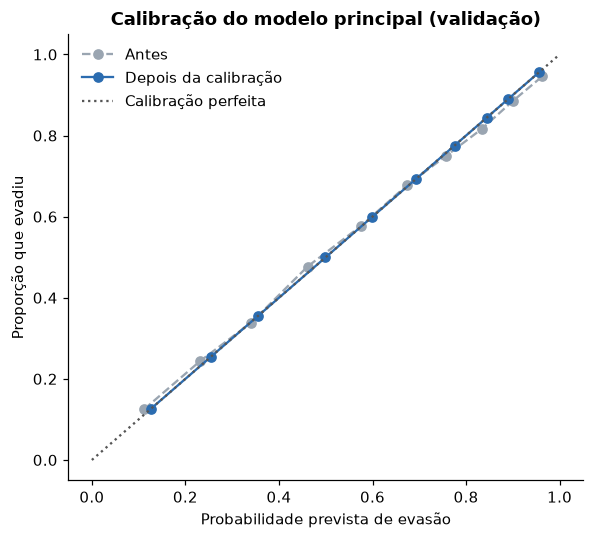 Calibração do modelo principal (validação)
Antes
Depois da calibração
Calibração perfeita
Proporção que evadiu
1.0
0.8
0.6
0.4
0.2
0.0
0.0 0.2 0.4 0.6 0.8 1.0
Probabilidade prevista de evasão